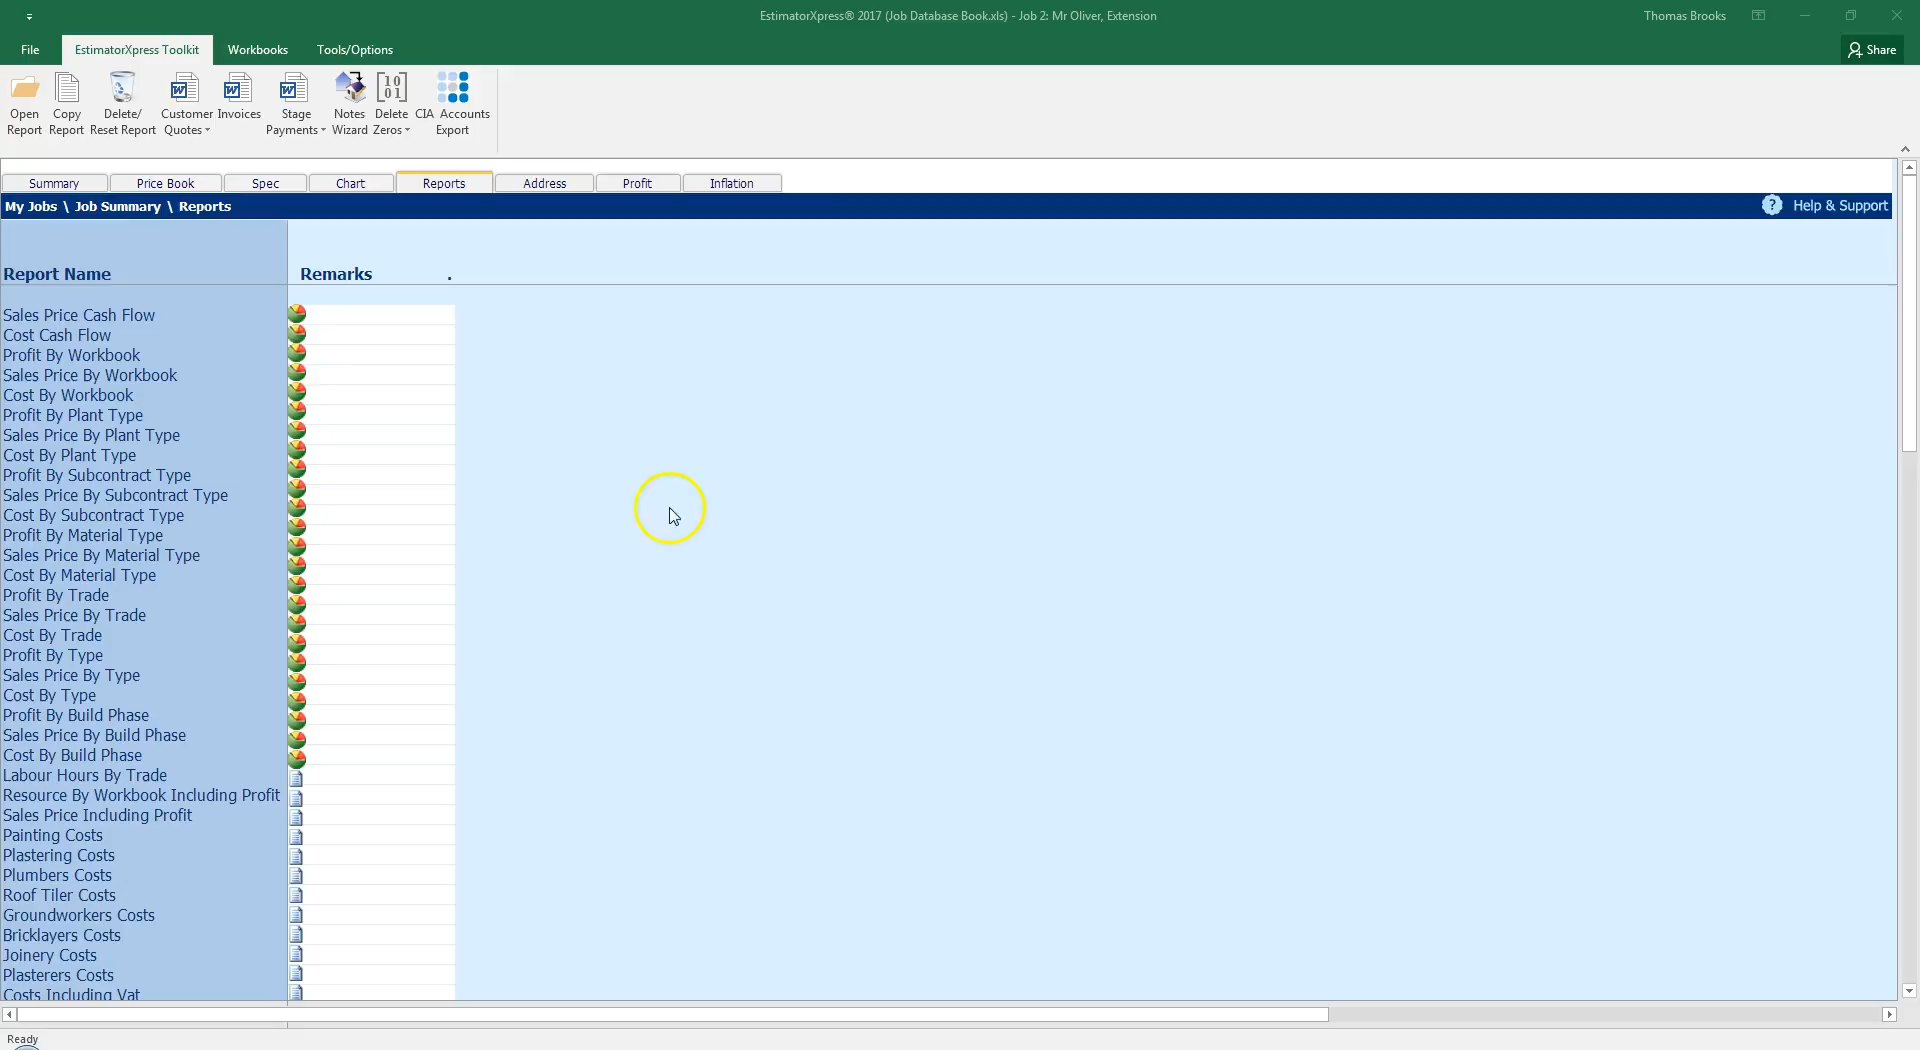 EstimatorXpress® 2017 (Job Database Book.xls) - Job 2: Mr Oliver, Extension
Thomas Brooks
File
EstimatorXpress Toolkit
Workbooks
Tools/Options
Share
Open Report
Copy Report
Delete/ Reset Report
Customer Quotes
Invoices
Stage Payments
Notes Wizard
10 01
Delete Zeros
CIA Accounts Export
Summary
Price Book
Spec
Chart
Reports
Address
Profit
Inflation
My Jobs \ Job Summary \ Reports
? Help & Support
Report Name
Remarks .
Sales Price Cash Flow
Cost Cash Flow
Profit By Workbook
Sales Price By Workbook
Cost By Workbook
Profit By Plant Type
Sales Price By Plant Type
Cost By Plant Type
Profit By Subcontract Type
Sales Price By Subcontract Type
Cost By Subcontract Type
Profit By Material Type
Sales Price By Material Type
Cost By Material Type
Profit By Trade
Sales Price By Trade
Cost By Trade
Profit By Type
Sales Price By Type
Cost By Type
Profit By Build Phase
Sales Price By Build Phase
Cost By Build Phase
Labour Hours By Trade
Resource By Workbook Including Profit
Sales Price Including Profit
Painting Costs
Plastering Costs
Plumbers Costs
Roof Tiler Costs
Groundworkers Costs
Bricklayers Costs
Joinery Costs
Plasterers Costs
Costs Including Vat
Ready